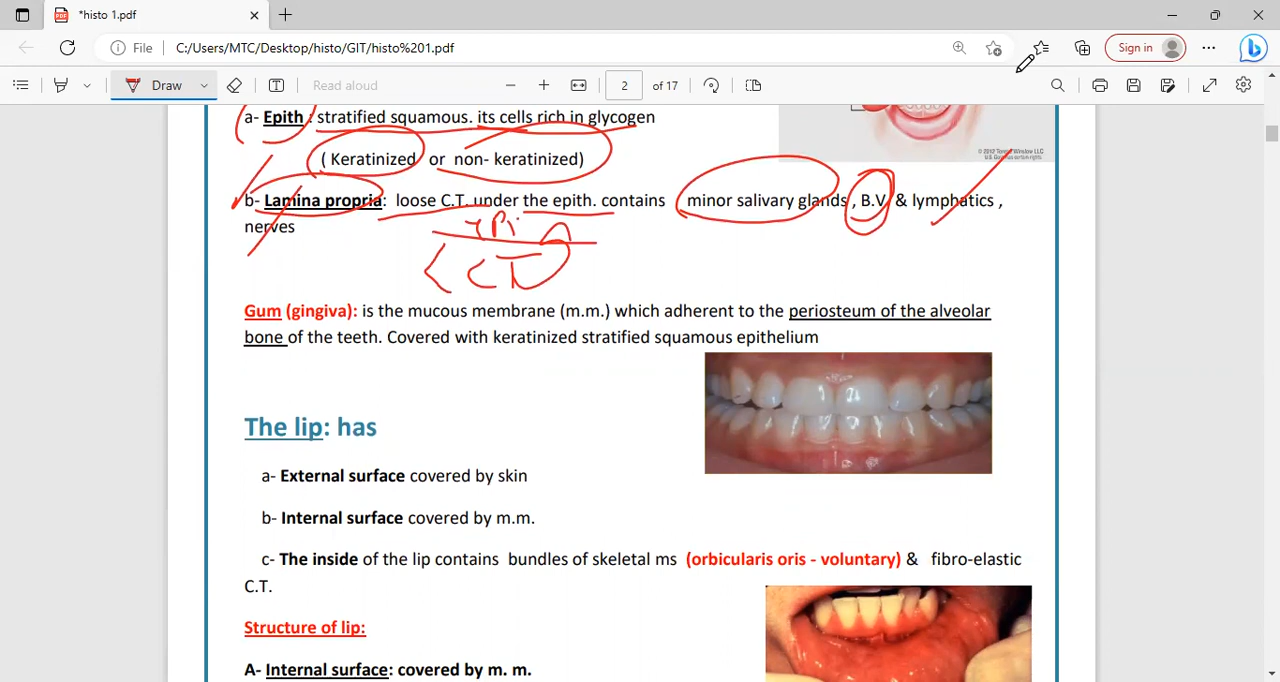 *histo 1.pdf
File C:/Users/MTC/Desktop/histo/GIT/histo%201.pdf
Sign in
Draw Read aloud 2 of 17
a- Epith : stratified squamous. its cells rich in glycogen
( Keratinized or non- keratinized)
b- Lamina propria: loose C.T. under the epith. contains minor salivary glands , B.V. & lymphatics ,
nerves
CT
Gum (gingiva): is the mucous membrane (m.m.) which adherent to the periosteum of the alveolar
bone of the teeth. Covered with keratinized stratified squamous epithelium
The lip: has
a- External surface covered by skin
b- Internal surface covered by m.m.
c- The inside of the lip contains bundles of skeletal ms (orbicularis oris - voluntary) & fibro-elastic
C.T.
Structure of lip:
A- Internal surface: covered by m. m.